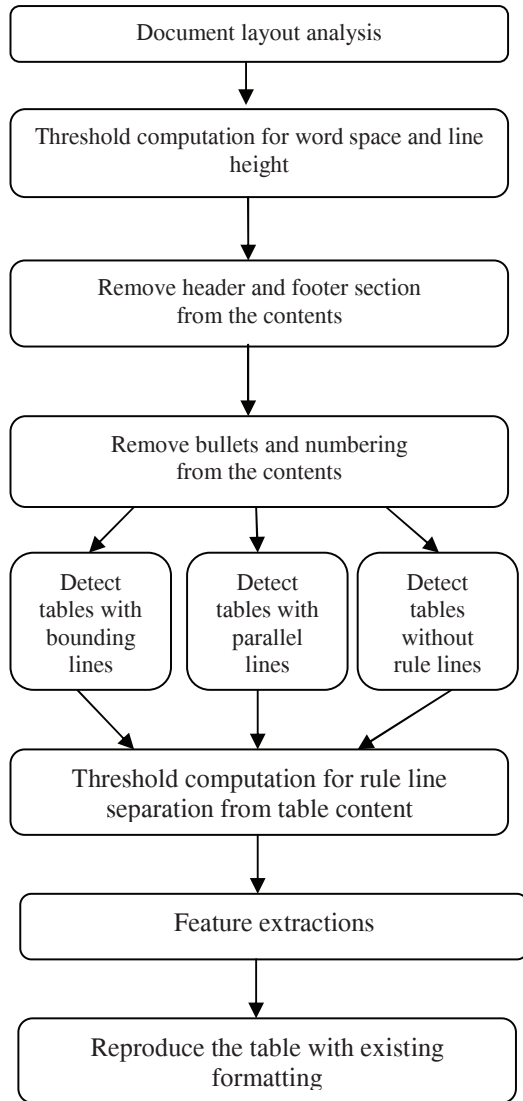 Document layout analysis
Threshold computation for word space and line
height
Remove header and footer section
from the contents
Remove bullets and numbering
from the contents
Detect
tables with
bounding
lines
Detect
tables with
parallel
lines
Detect
tables
without
rule lines
Threshold computation for rule line
separation from table content
Feature extractions
Reproduce the table with existing
formatting